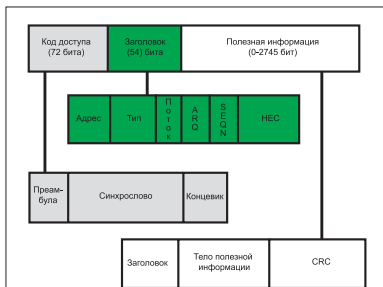 Код доступа
(72 бита)
Заголовок
(54) бита
Полезная информация
(0-2745 бит)
Адрес
Тип
Поток
ARQ
SEQN
HEC
Преам-
була
Синхрослово
Концевик
Заголовок
Тело полезной
информации
CRC